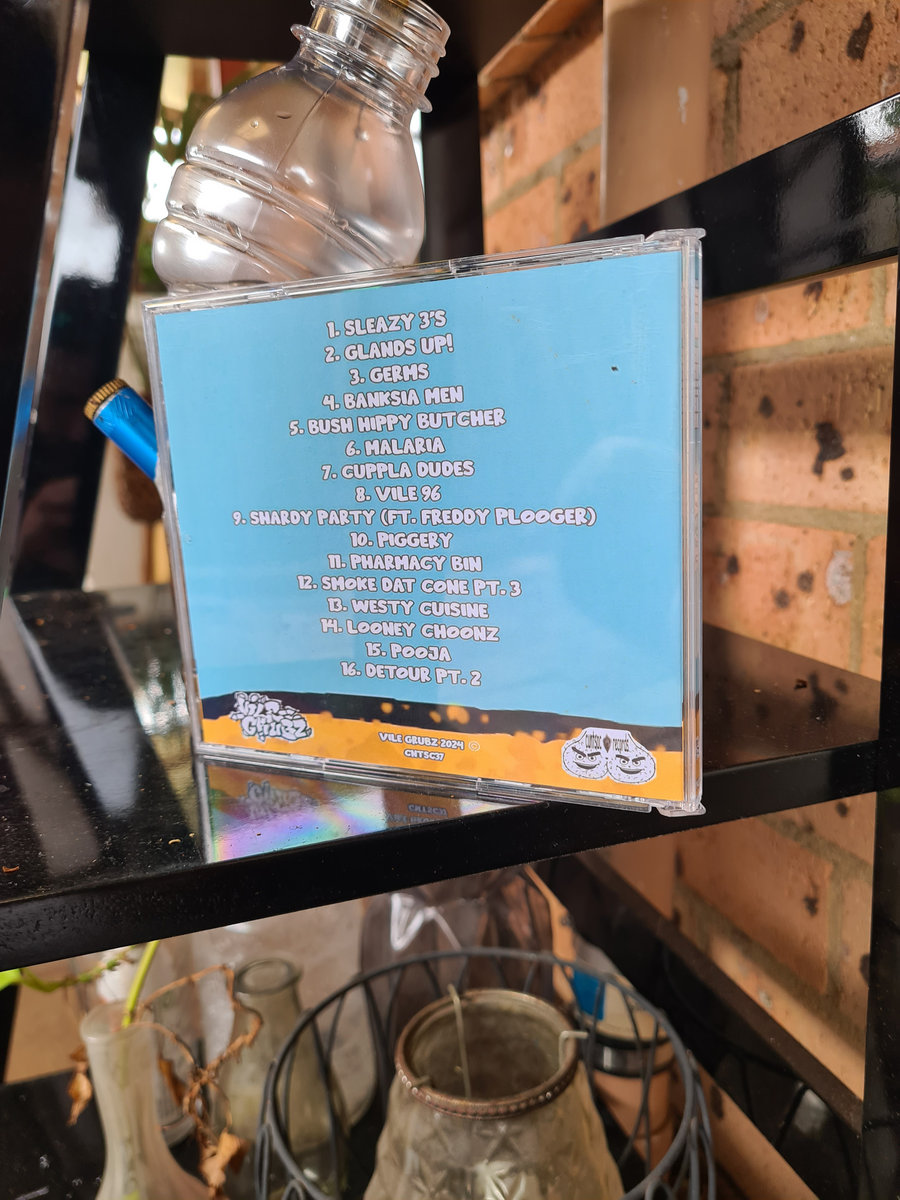 1. SLEAZY 3'S
2. GLANDS UP!
3. GERMS
4. BANKSIA MEN
5. BUSH HIPPY BUTCHER
6. MALARIA
7. CUPPLA DUDES
8. VILE 96
9. SHARDY PARTY (FT. FREDDY PLOOGER)
10. PIGGERY
11. PHARMACY BIN
12. SMOKE DAT CONE PT. 3
13. WESTY CUISINE
14. LOONEY CHOONZ
15. POOJA
16. DETOUR PT. 2
VILE GRUBZ
VILE GRUBZ 2024 ©
CNTSC37
records